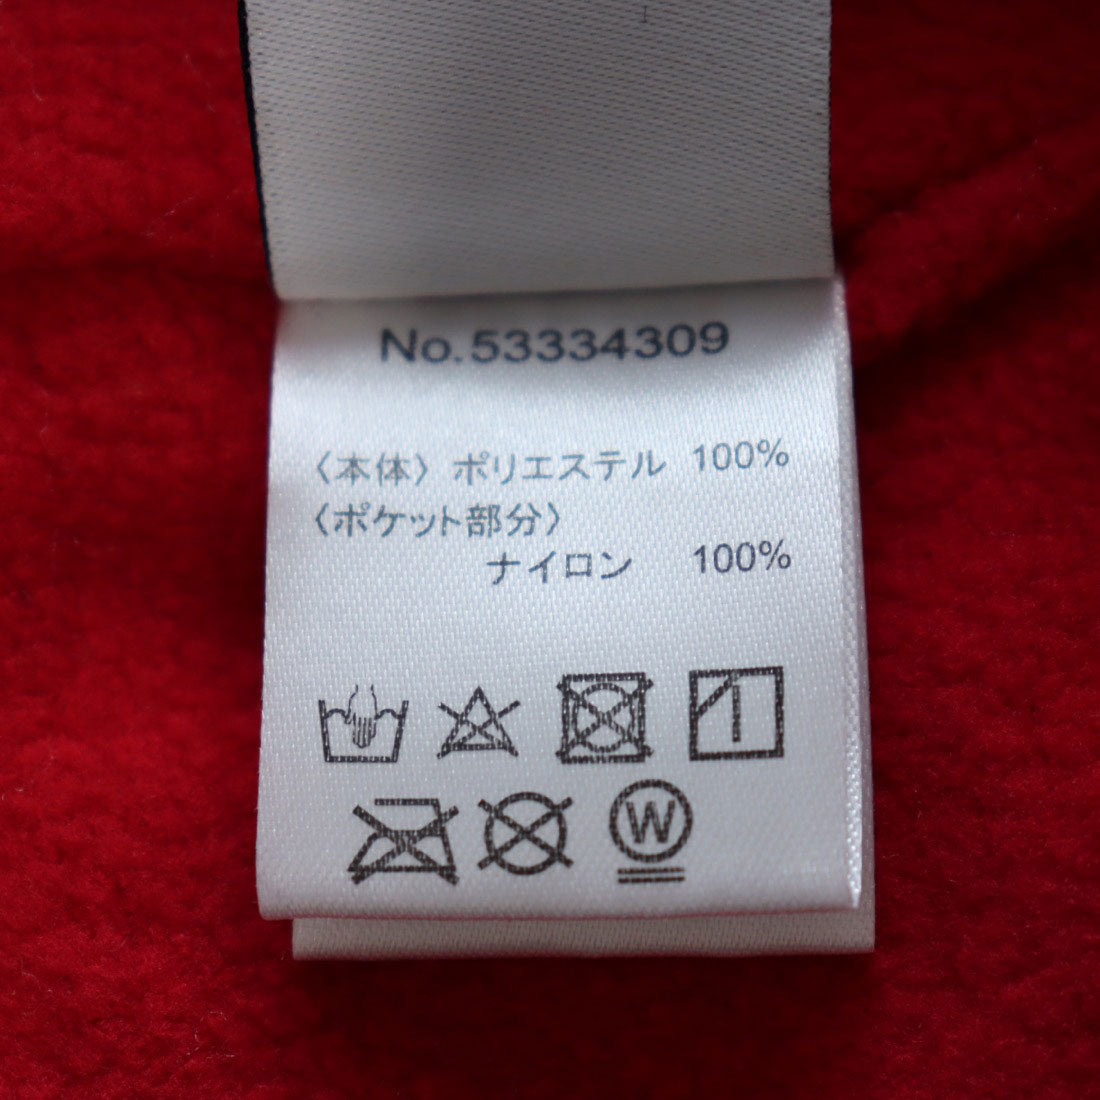 No.53334309
〈本体〉 ポリエステル 100%
〈ポケット部分〉
ナイロン 100%
W